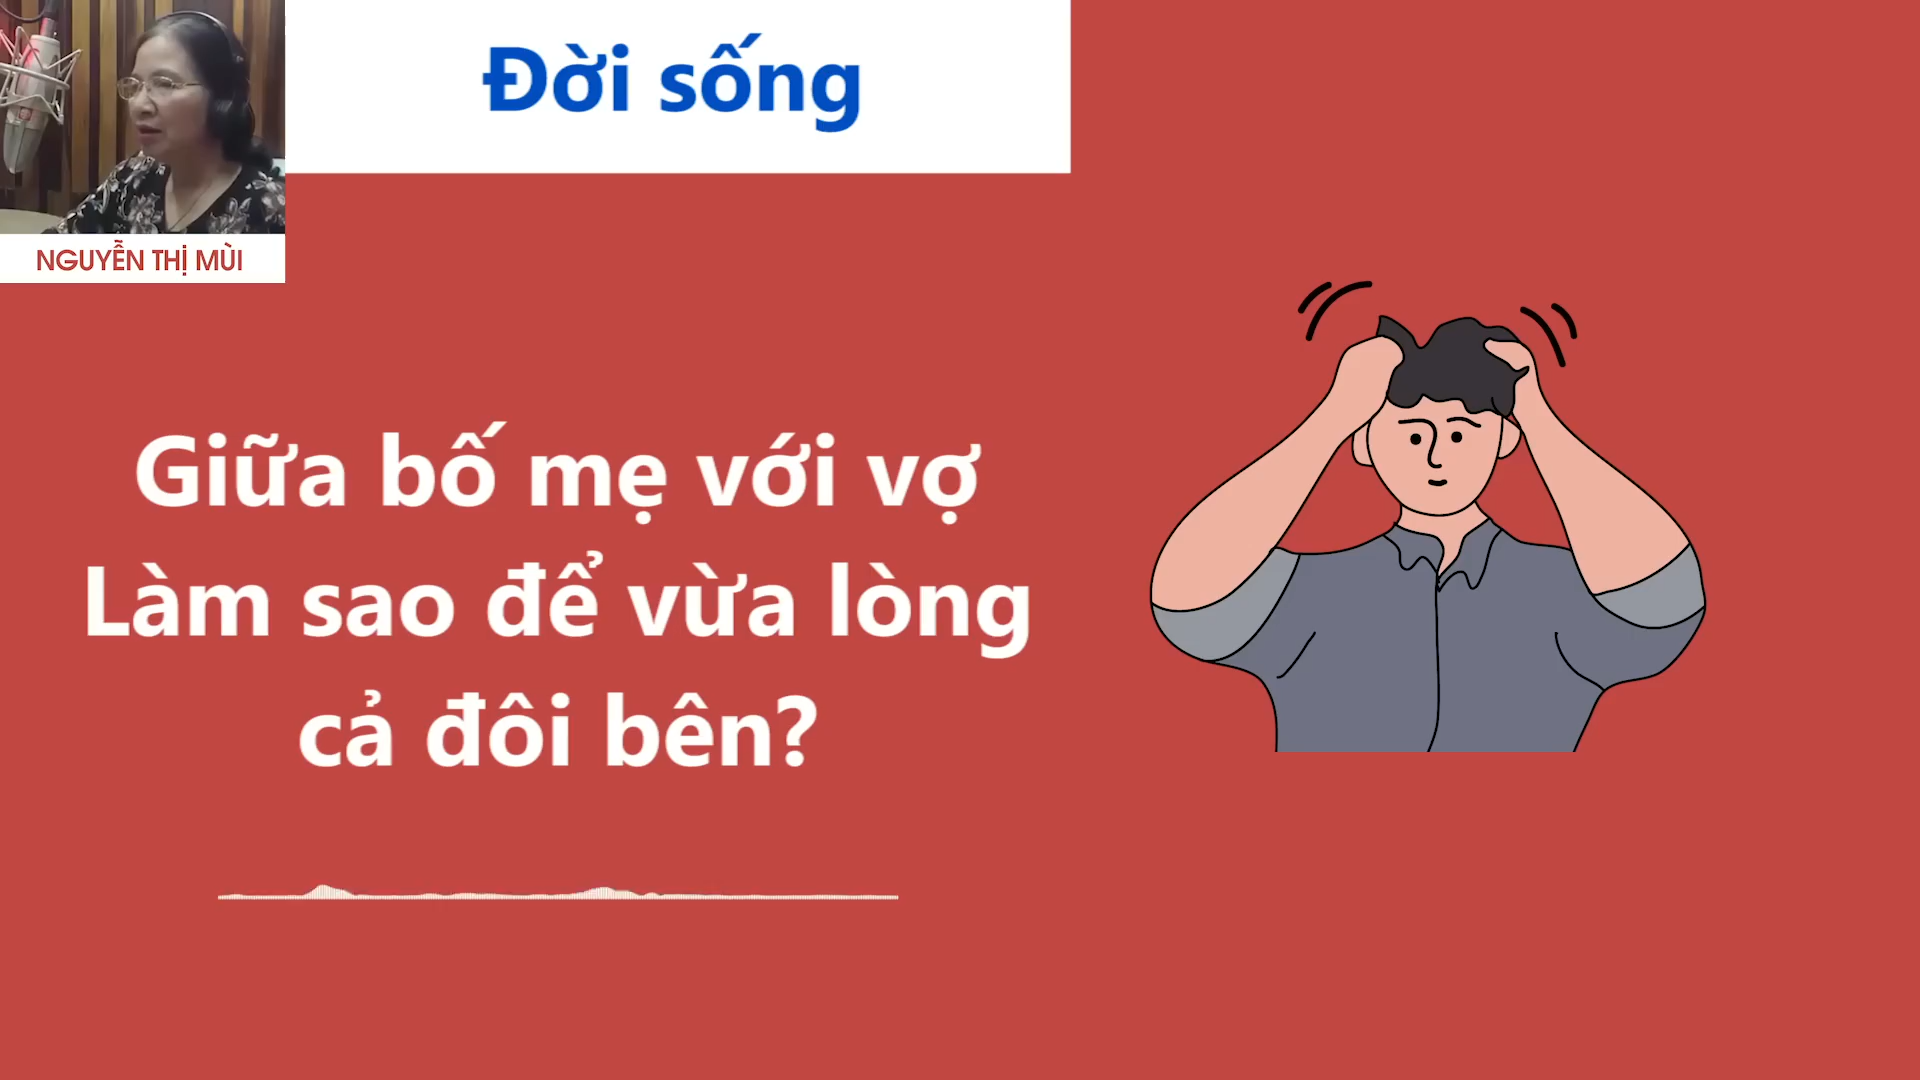 Đời sống
NGUYỄN THỊ MÙI
Giữa bố mẹ với vợ
Làm sao để vừa lòng
cả đôi bên?